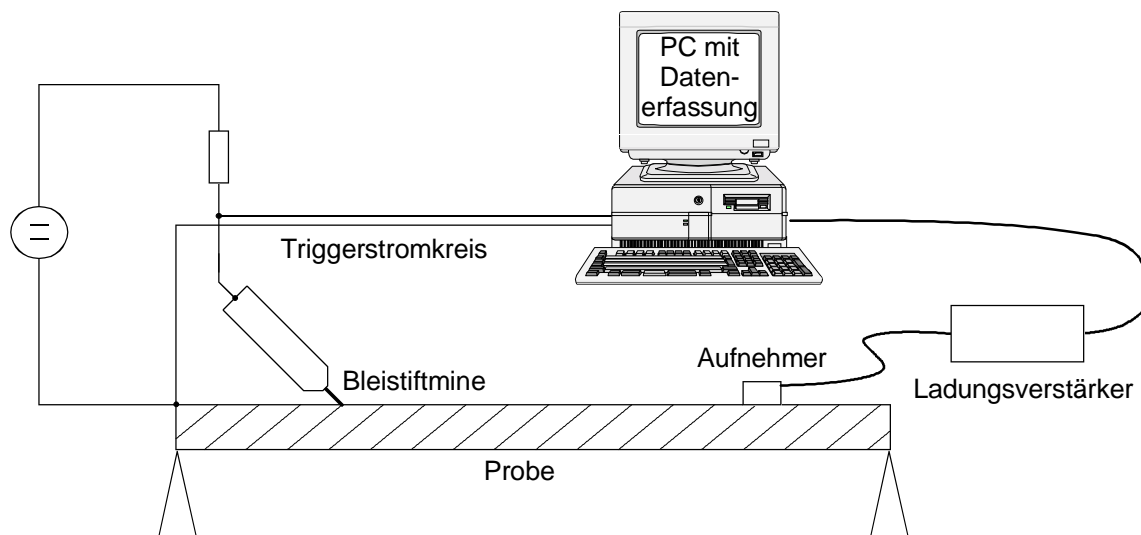 PC mit
Daten-
erfassung
Triggerstromkreis
Bleistiftmine
Aufnehmer
Ladungsverstärker
Probe